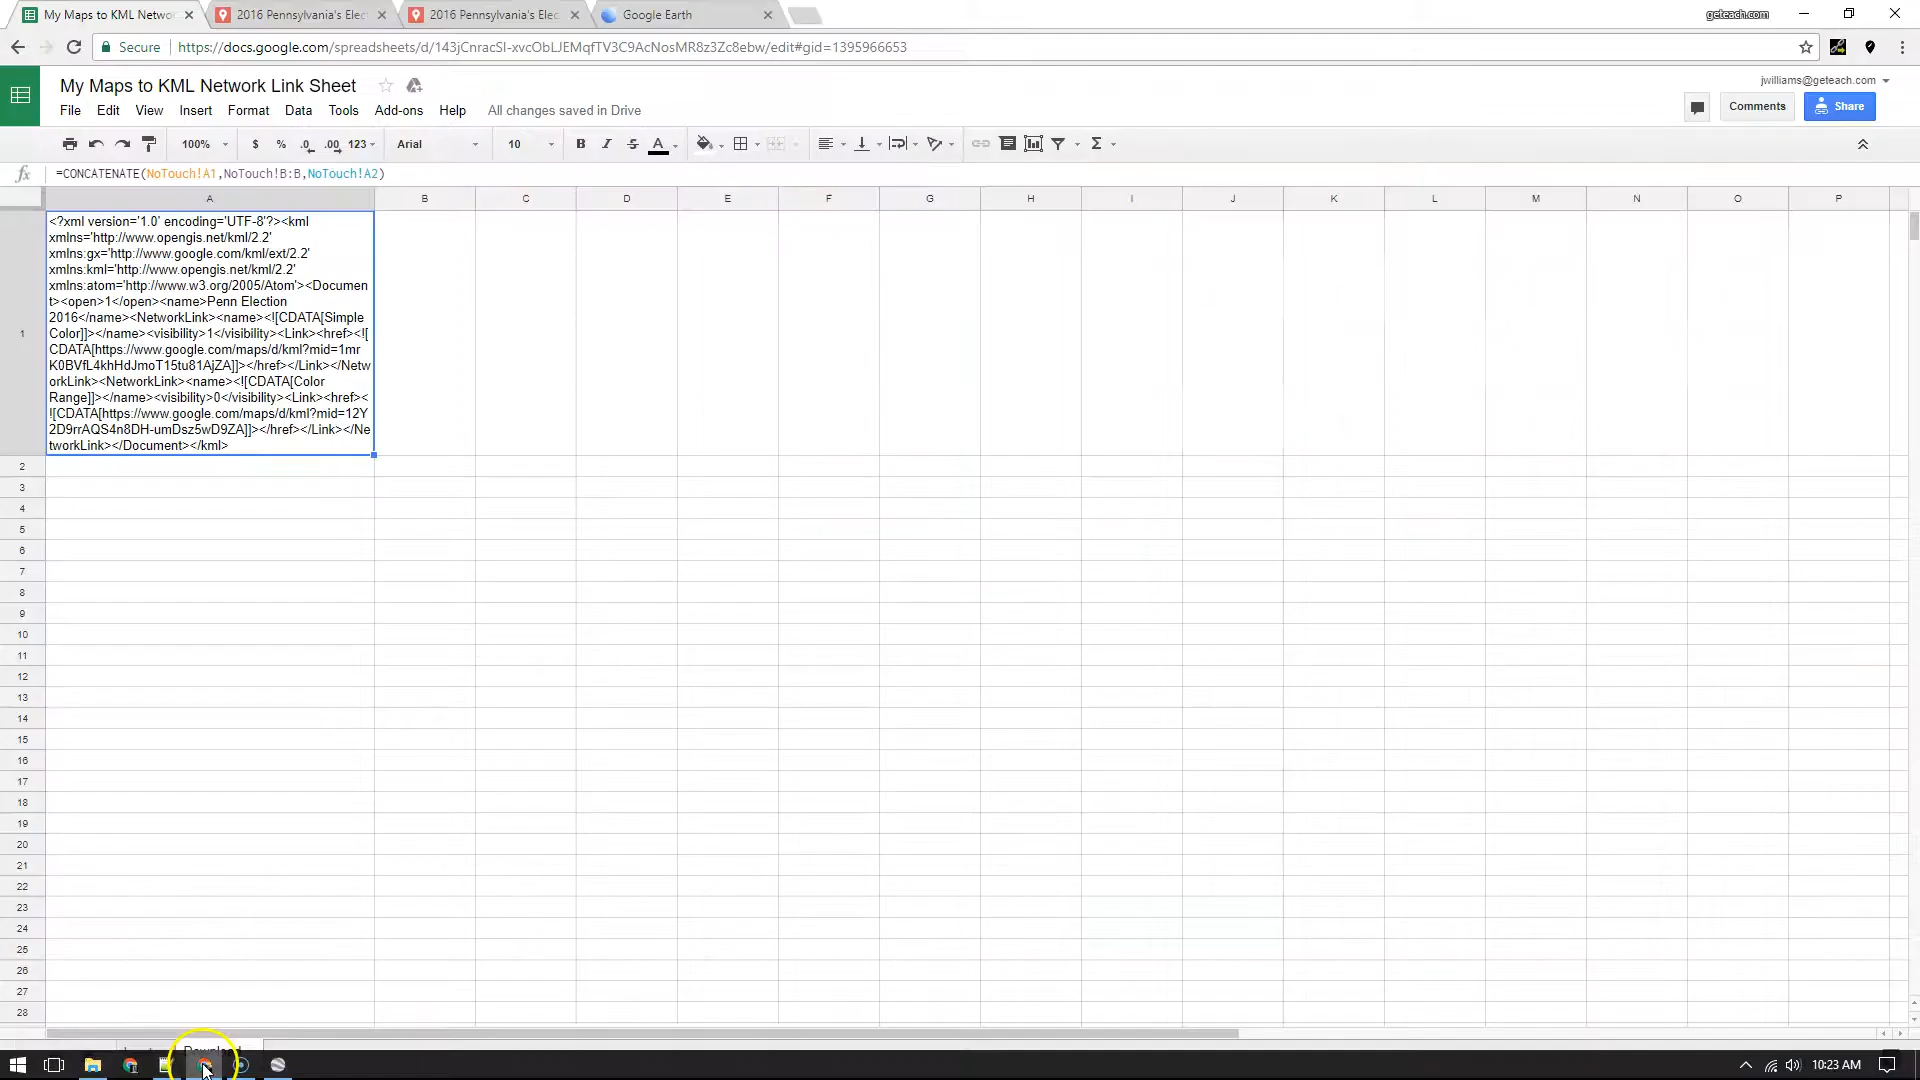 My Maps to KML Netwo
2016 Pennsylvania's Elec
2016 Pennsylvania's Elec
Google Earth
geteach.com
Secure
https://docs.google.com/spreadsheets/d/143jCnracSI-xvcObLJEMqfTV3C9AcNosMR8z3Zc8ebw/edit#gid=1395966653
My Maps to KML Network Link Sheet
jwilliams@geteach.com
File Edit View Insert Format Data Tools Add-ons Help All changes saved in Drive
Comments
Share
100% $ % .0 .00 123 Arial 10 B I S A Σ
fx =CONCATENATE(NoTouch!A1,NoTouch!B:B,NoTouch!A2)
A B C D E F G H I J K L M N O P
1
<?xml version='1.0' encoding='UTF-8'?><kml
xmlns='http://www.opengis.net/kml/2.2'
xmlns:gx='http://www.google.com/kml/ext/2.2'
xmlns:kml='http://www.opengis.net/kml/2.2'
xmlns:atom='http://www.w3.org/2005/Atom'><Documen
t><open>1</open><name>Penn Election
2016</name><NetworkLink><name><![CDATA[Simple
Color]]></name><visibility>1</visibility><Link><href><![
CDATA[https://www.google.com/maps/d/kml?mid=1mr
K0BVfL4khHdJmoT15tu81AjZA]]></href></Link></Netw
orkLink><NetworkLink><name><![CDATA[Color
Range]]></name><visibility>0</visibility><Link><href><
![CDATA[https://www.google.com/maps/d/kml?mid=12Y
2D9rrAQS4n8DH-umDsz5wD9ZA]]></href></Link></Ne
tworkLink></Document></kml>
2
3
4
5
6
7
8
9
10
11
12
13
14
15
16
17
18
19
20
21
22
23
24
25
26
27
28
Download
10:23 AM